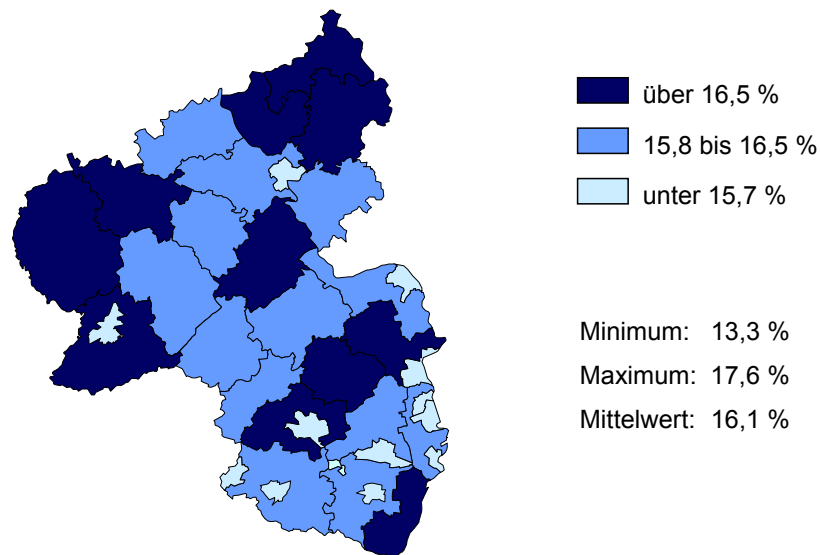 über 16,5 %
15,8 bis 16,5 %
unter 15,7 %
Minimum: 13,3 %
Maximum: 17,6 %
Mittelwert: 16,1 %